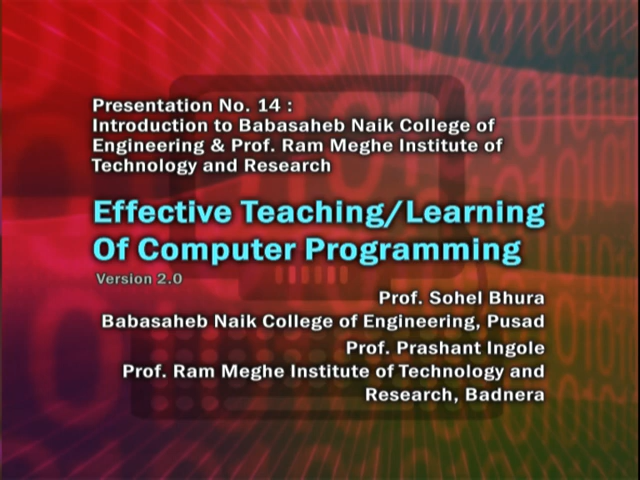 Presentation No. 14 :
Introduction to Babasaheb Naik College of
Engineering & Prof. Ram Meghe Institute of
Technology and Research
Effective Teaching/Learning
Of Computer Programming
Version 2.0
Prof. Sohel Bhura
Babasaheb Naik College of Engineering, Pusad
Prof. Prashant Ingole
Prof. Ram Meghe Institute of Technology and
Research, Badnera